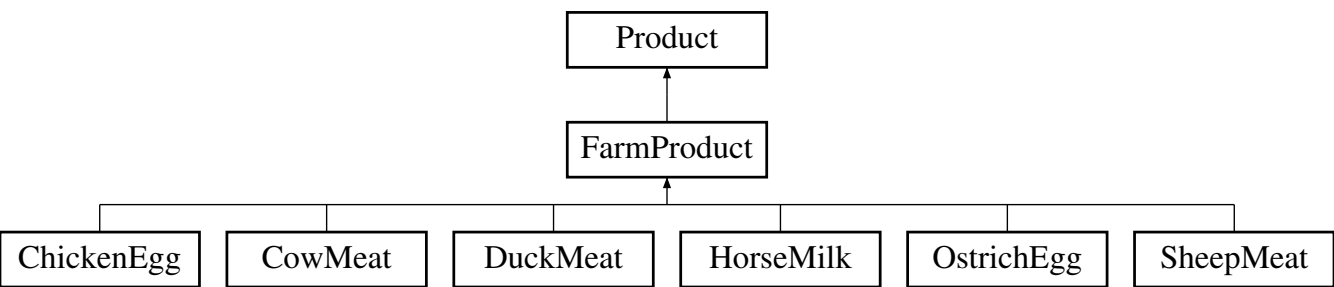 Product
FarmProduct
ChickenEgg CowMeat DuckMeat HorseMilk OstrichEgg SheepMeat